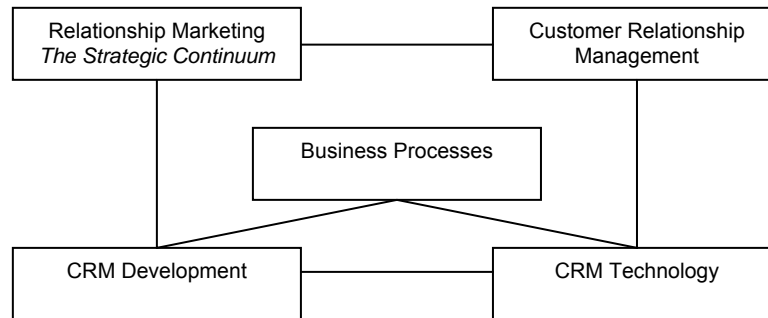 Relationship Marketing
The Strategic Continuum
Customer Relationship
Management
Business Processes
CRM Development
CRM Technology